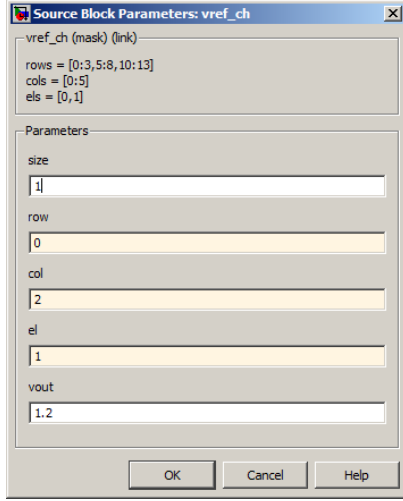 Source Block Parameters: vref_ch
vref_ch (mask) (link)
rows = [0:3,5:8,10:13]
cols = [0:5]
els = [0,1]
Parameters
size
1
row
0
col
2
el
1
vout
1.2
OK Cancel Help